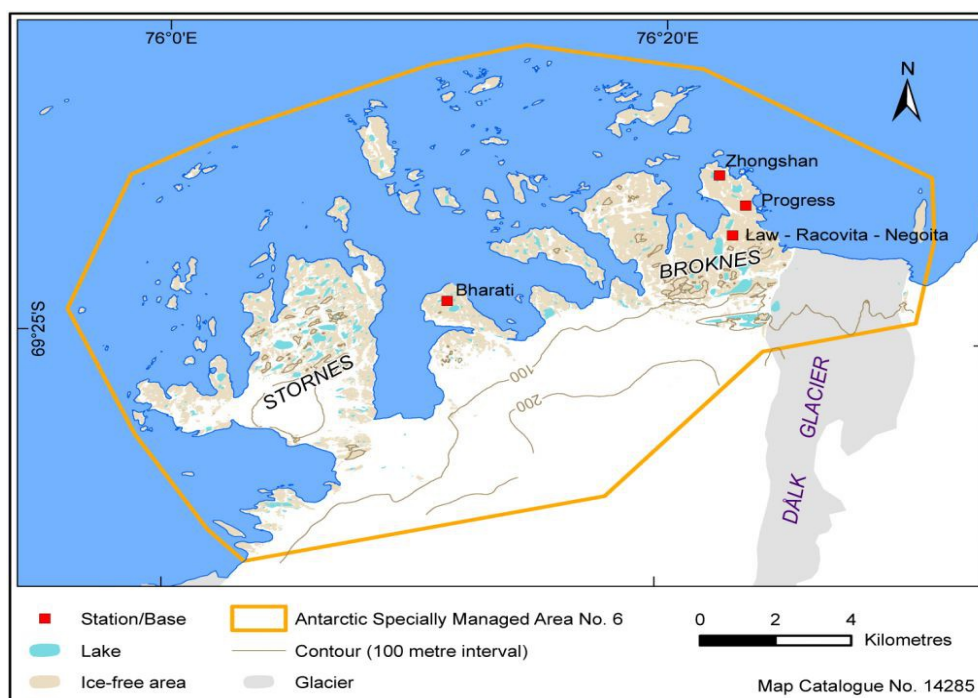 76°0'E
76°20'E
N
Zhongshan
Progress
Law - Racovita - Negoita
BROKNES
Bharati
69°25'S
STORNES
100
200
DÅLK GLACIER
Station/Base
Antarctic Specially Managed Area No. 6
0 2 4
Kilometres
Lake
Contour (100 metre interval)
Ice-free area
Glacier
Map Catalogue No. 14285